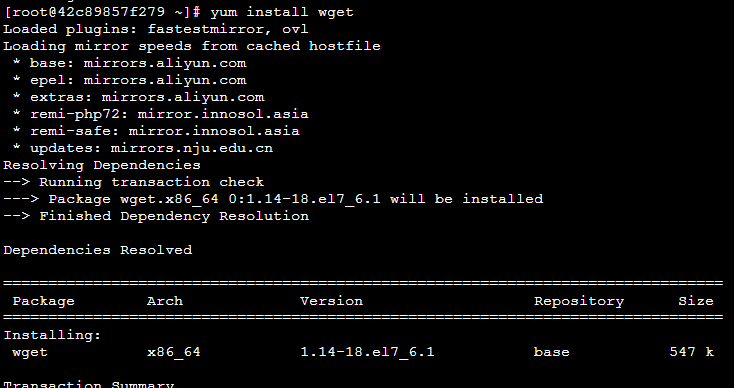 [root@42c89857f279 ~]# yum install wget
Loaded plugins: fastestmirror, ovl
Loading mirror speeds from cached hostfile
 * base: mirrors.aliyun.com
 * epel: mirrors.aliyun.com
 * extras: mirrors.aliyun.com
 * remi-php72: mirror.innosol.asia
 * remi-safe: mirror.innosol.asia
 * updates: mirrors.nju.edu.cn
Resolving Dependencies
--> Running transaction check
---> Package wget.x86_64 0:1.14-18.el7_6.1 will be installed
--> Finished Dependency Resolution

Dependencies Resolved

================================================================================
 Package        Arch             Version                   Repository      Size
================================================================================
Installing:
 wget           x86_64           1.14-18.el7_6.1           base           547 k

Transaction Summary